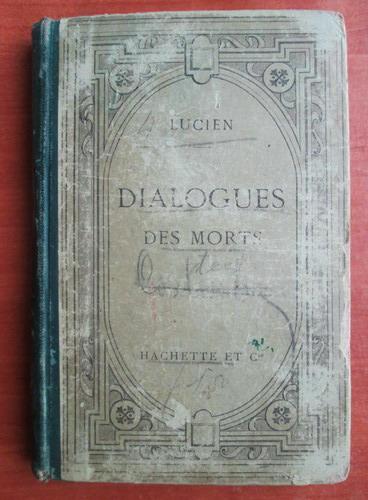 LUCIEN
DIALOGUES
DES MORTS
HACHETTE ET Cie